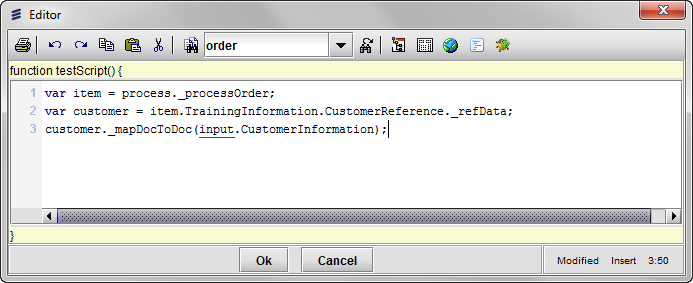 Editor
order
function testScript() {
1 var item = process._processOrder;
2 var customer = item.TrainingInformation.CustomerReference._refData;
3 customer._mapDocToDoc(input.CustomerInformation);
}
Ok Cancel Modified Insert 3:50